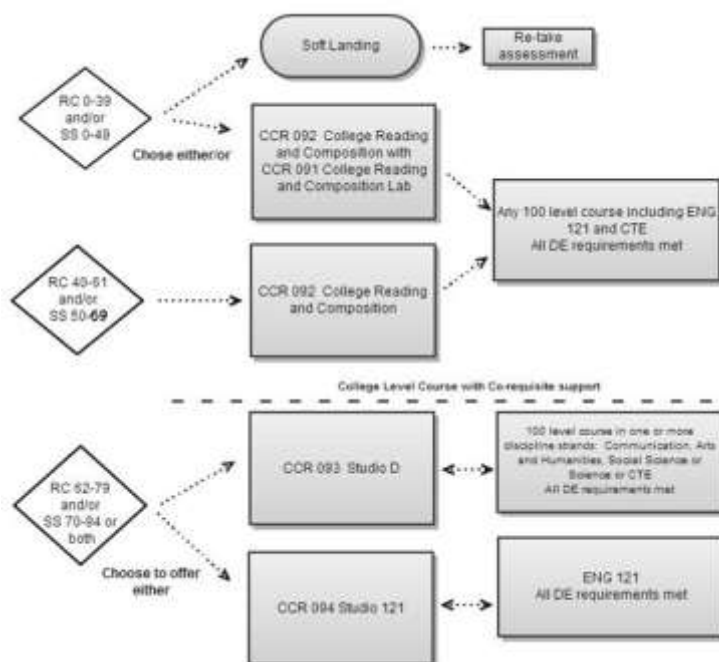 Soft Landing
Re-take
assessment
RC 0-39
and/or
SS 0-49
Chose either/or
CCR 092 College Reading
and Composition with
CCR 091 College Reading
and Composition Lab
Any 100 level course including ENG
121 and CTE
All DE requirements met
RC 40-61
and/or
SS 50-69
CCR 092 College Reading
and Composition
College Level Course with Co-requisite support
RC 62-79
and/or
SS 70-94 or
both
CCR 093 Studio D
100 level course in one or more
discipline strands: Communication, Arts
and Humanities, Social Science or
Science or CTE
All DE requirements met
Choose to offer
either
CCR 094 Studio 121
ENG 121
All DE requirements met